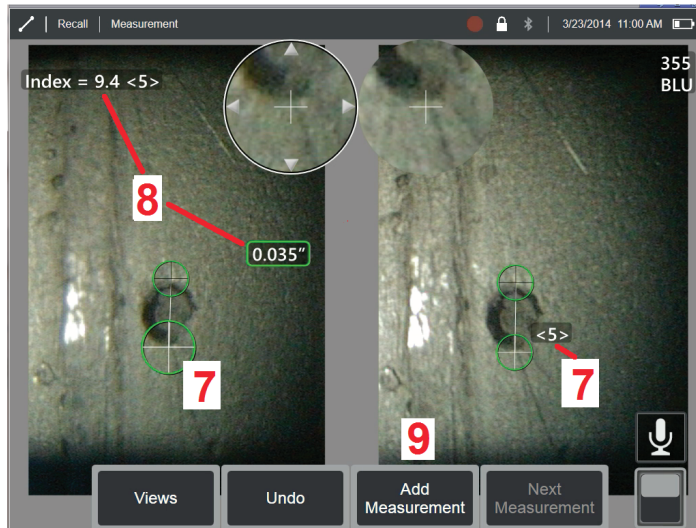 Recall | Measurement
3/23/2014 11:00 AM
Index = 9.4 <5>
355
BLU
8
0.035"
<5>
7
7
9
Views
Undo
Add
Measurement
Next
Measurement